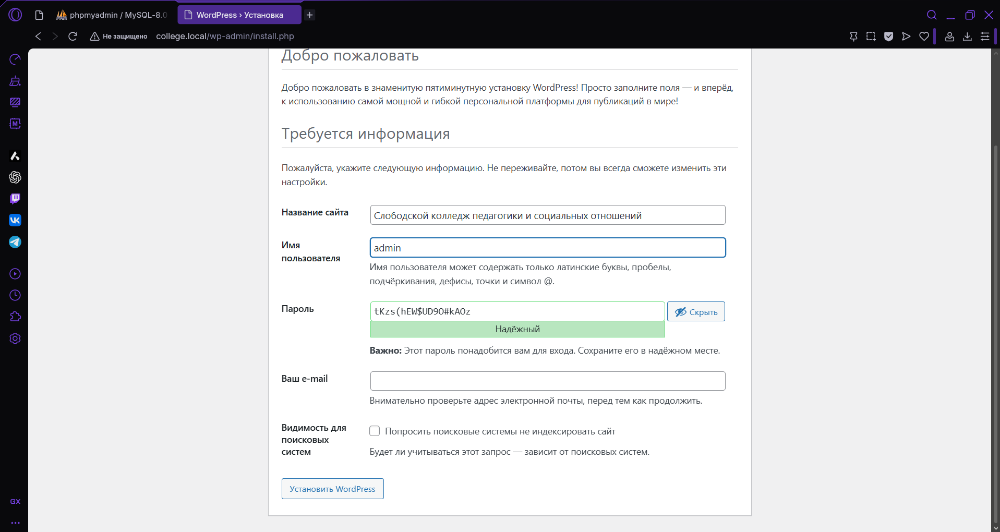 phpmyadmin / MySQL-8.0
WordPress › Установка
Не защищено college.local/wp-admin/install.php
Добро пожаловать
Добро пожаловать в знаменитую пятиминутную установку WordPress! Просто заполните поля — и вперёд,
к использованию самой мощной и гибкой персональной платформы для публикаций в мире!
Требуется информация
Пожалуйста, укажите следующую информацию. Не переживайте, потом вы всегда сможете изменить эти
настройки.
Название сайта
Слободской колледж педагогики и социальных отношений
Имя
пользователя
admin
Имя пользователя может содержать только латинские буквы, пробелы,
подчёркивания, дефисы, точки и символ @.
Пароль
tKzs(hEW$UD9O#kAOz
Скрыть
Надёжный
Важно: Этот пароль понадобится вам для входа. Сохраните его в надёжном месте.
Ваш e-mail
Внимательно проверьте адрес электронной почты, перед тем как продолжить.
Видимость для
поисковых
систем
Попросить поисковые системы не индексировать сайт
Будет ли учитываться этот запрос — зависит от поисковых систем.
Установить WordPress
GX